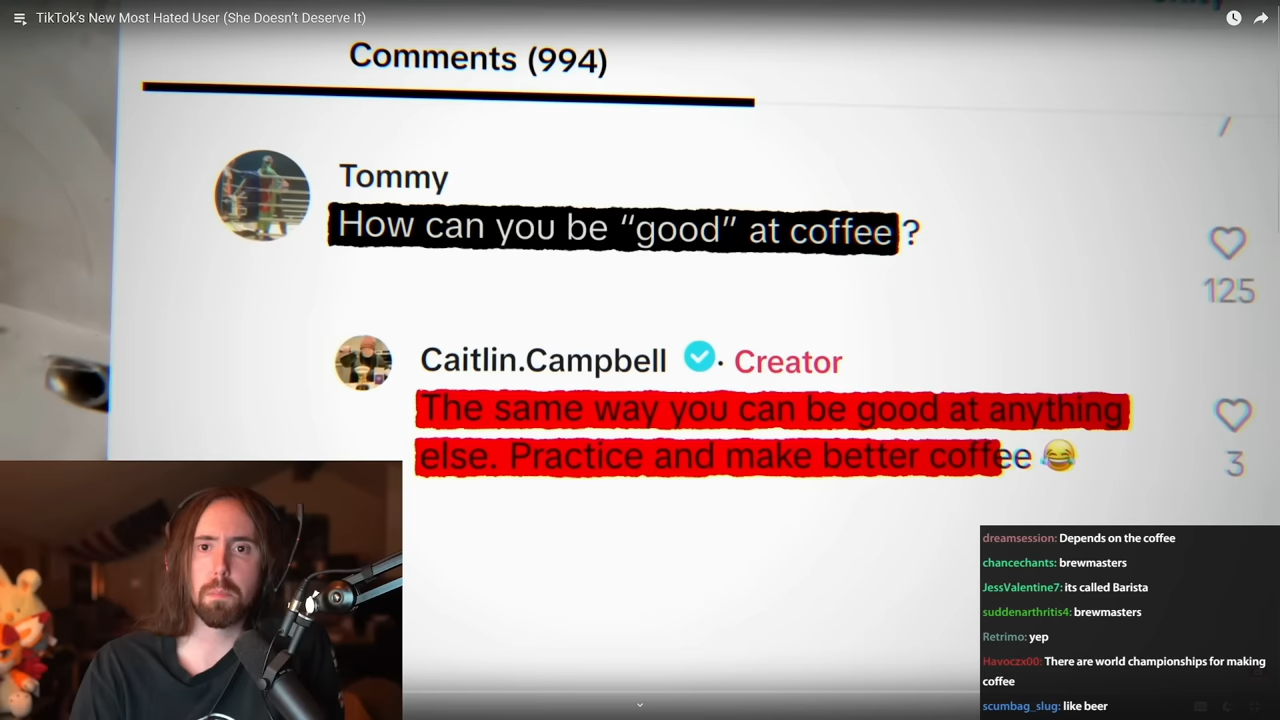 TikTok’s New Most Hated User (She Doesn’t Deserve It)
Comments (994)
Tommy
How can you be “good” at coffee ?
125
Caitlin.Campbell · Creator
The same way you can be good at anything
else. Practice and make better coffee 😂
3
dreamsession: Depends on the coffee
chancechants: brewmasters
JessValentine7: its called Barista
suddenarthritis4: brewmasters
Retrimo: yep
Havoczx00: There are world championships for making
coffee
scumbag_slug: like beer